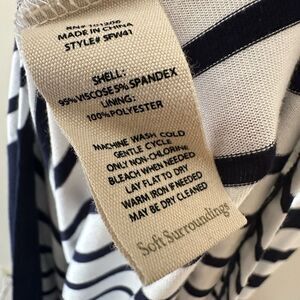 RN# 101206
MADE IN CHINA
STYLE# SFW41
SHELL:
95% VISCOSE 5% SPANDEX
LINING:
100% POLYESTER
MACHINE WASH COLD
GENTLE CYCLE
ONLY NON-CHLORINE
BLEACH WHEN NEEDED
LAY FLAT TO DRY
WARM IRON IF NEEDED
MAY BE DRY CLEANED
Soft Surroundings